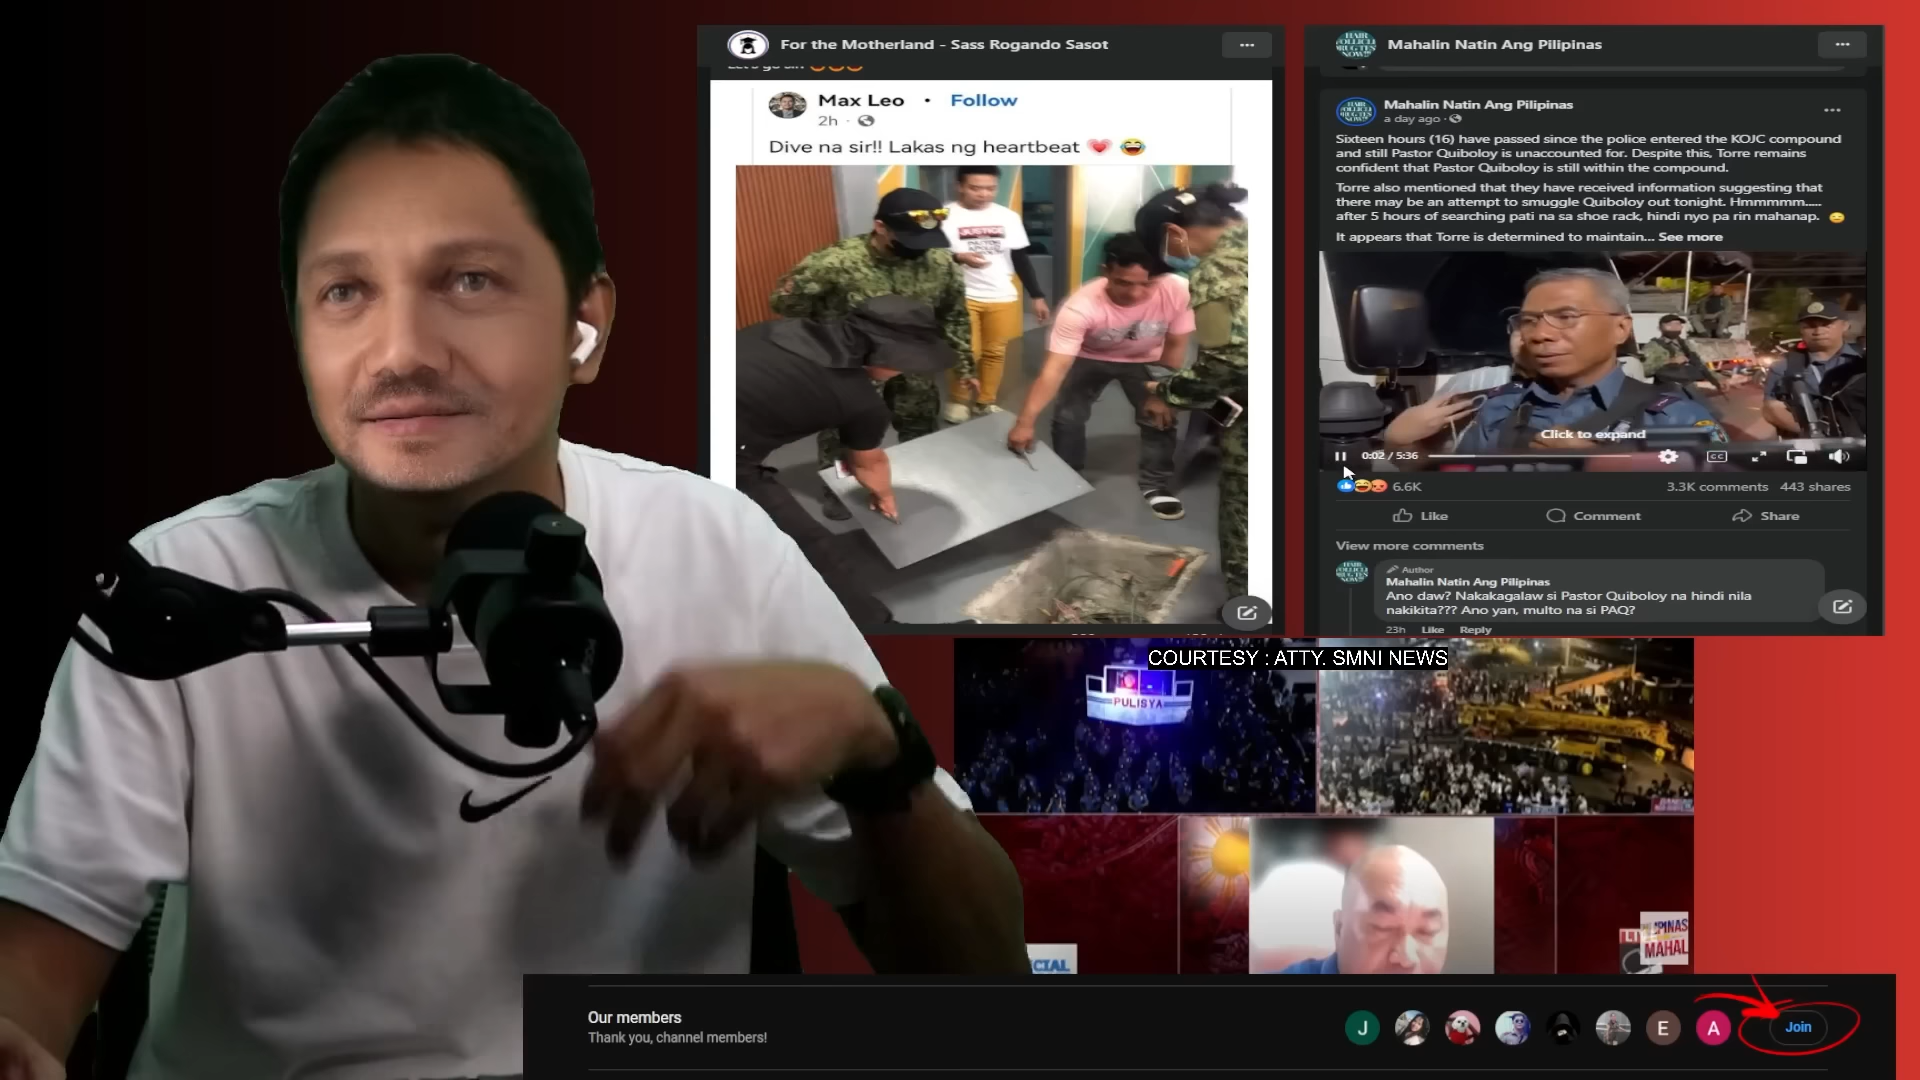 For the Motherland - Sass Rogando Sasot
Max Leo • Follow
2h
Dive na sir!! Lakas ng heartbeat
JUSTICE
Mahalin Natin Ang Pilipinas
Mahalin Natin Ang Pilipinas
a day ago
Sixteen hours (16) have passed since the police entered the KOJC compound
and still Pastor Quiboloy is unaccounted for. Despite this, Torre remains
confident that Pastor Quiboloy is still within the compound.
Torre also mentioned that they have received information suggesting that
there may be an attempt to smuggle Quiboloy out tonight. Hmmmmm.....
after 5 hours of searching pati na sa shoe rack, hindi nyo pa rin mahanap.
It appears that Torre is determined to maintain... See more
Click to expand
0:02 / 5:36
CC
6.6K
3.3K comments 443 shares
Like Comment Share
View more comments
Author
Mahalin Natin Ang Pilipinas
Ano daw? Nakakagalaw si Pastor Quiboloy na hindi nila
nakikita??? Ano yan, multo na si PAQ?
23h Like Reply
COURTESY : ATTY. SMNI NEWS
PULISYA
CIAL
MAHAL
Our members
Thank you, channel members!
J
E
A
Join